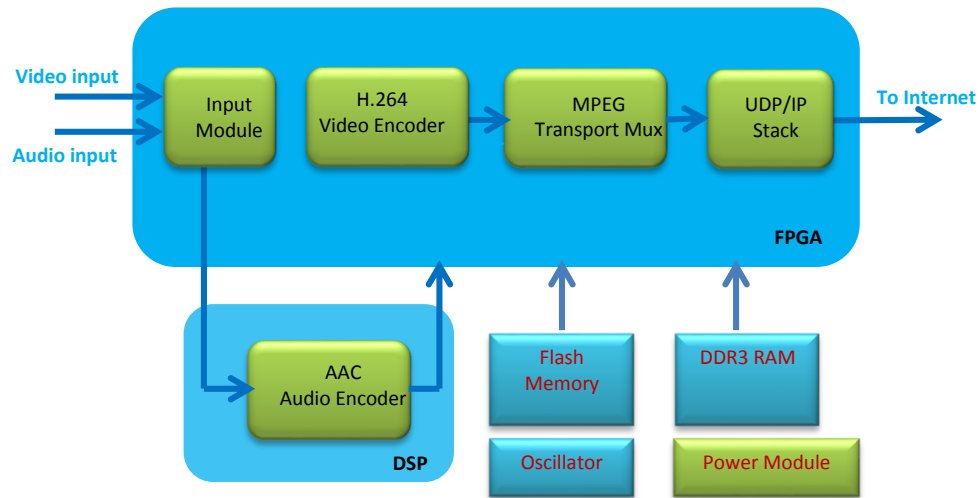 Video input
Audio input
Input
Module
H.264
Video Encoder
MPEG
Transport Mux
UDP/IP
Stack
To Internet
FPGA
AAC
Audio Encoder
DSP
Flash
Memory
DDR3 RAM
Oscillator
Power Module